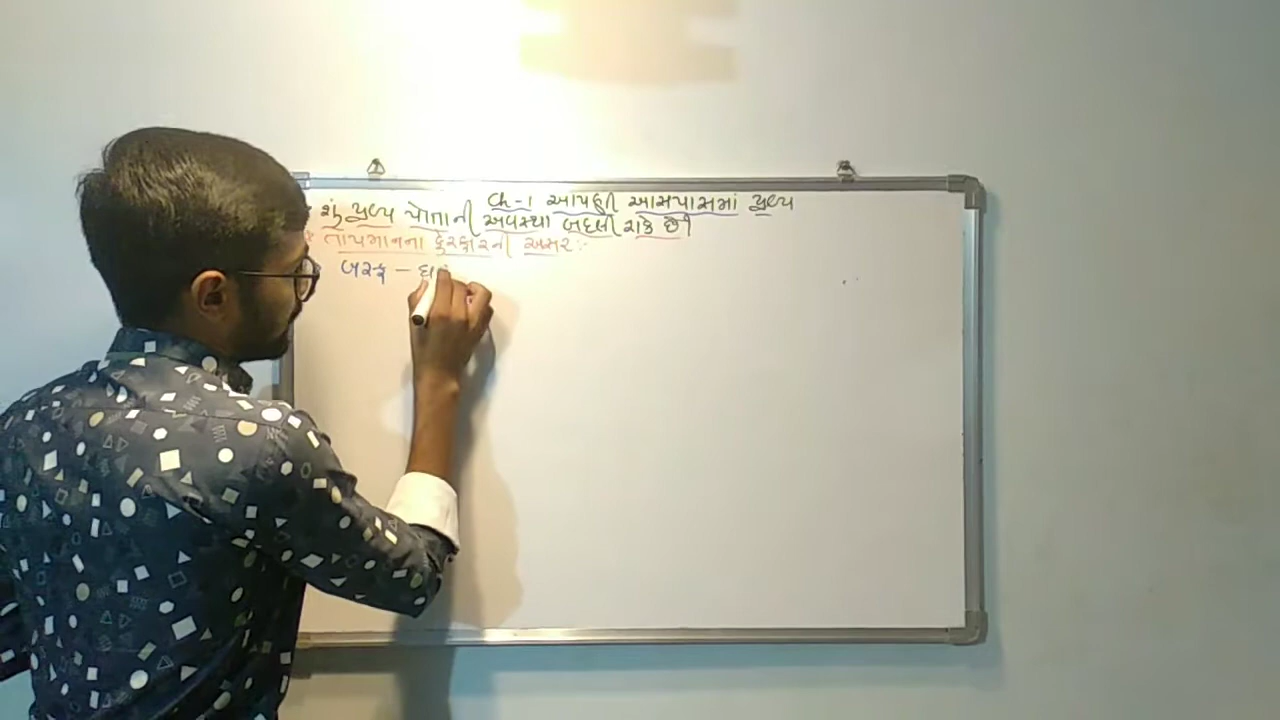 Ch-1 આપણી આસપાસમાં દ્રવ્ય
શું દ્રવ્ય પોતાની અવસ્થા બદલી શકે છે?
તાપમાનના ફેરફારની અસર :-
બરફ - ઘ